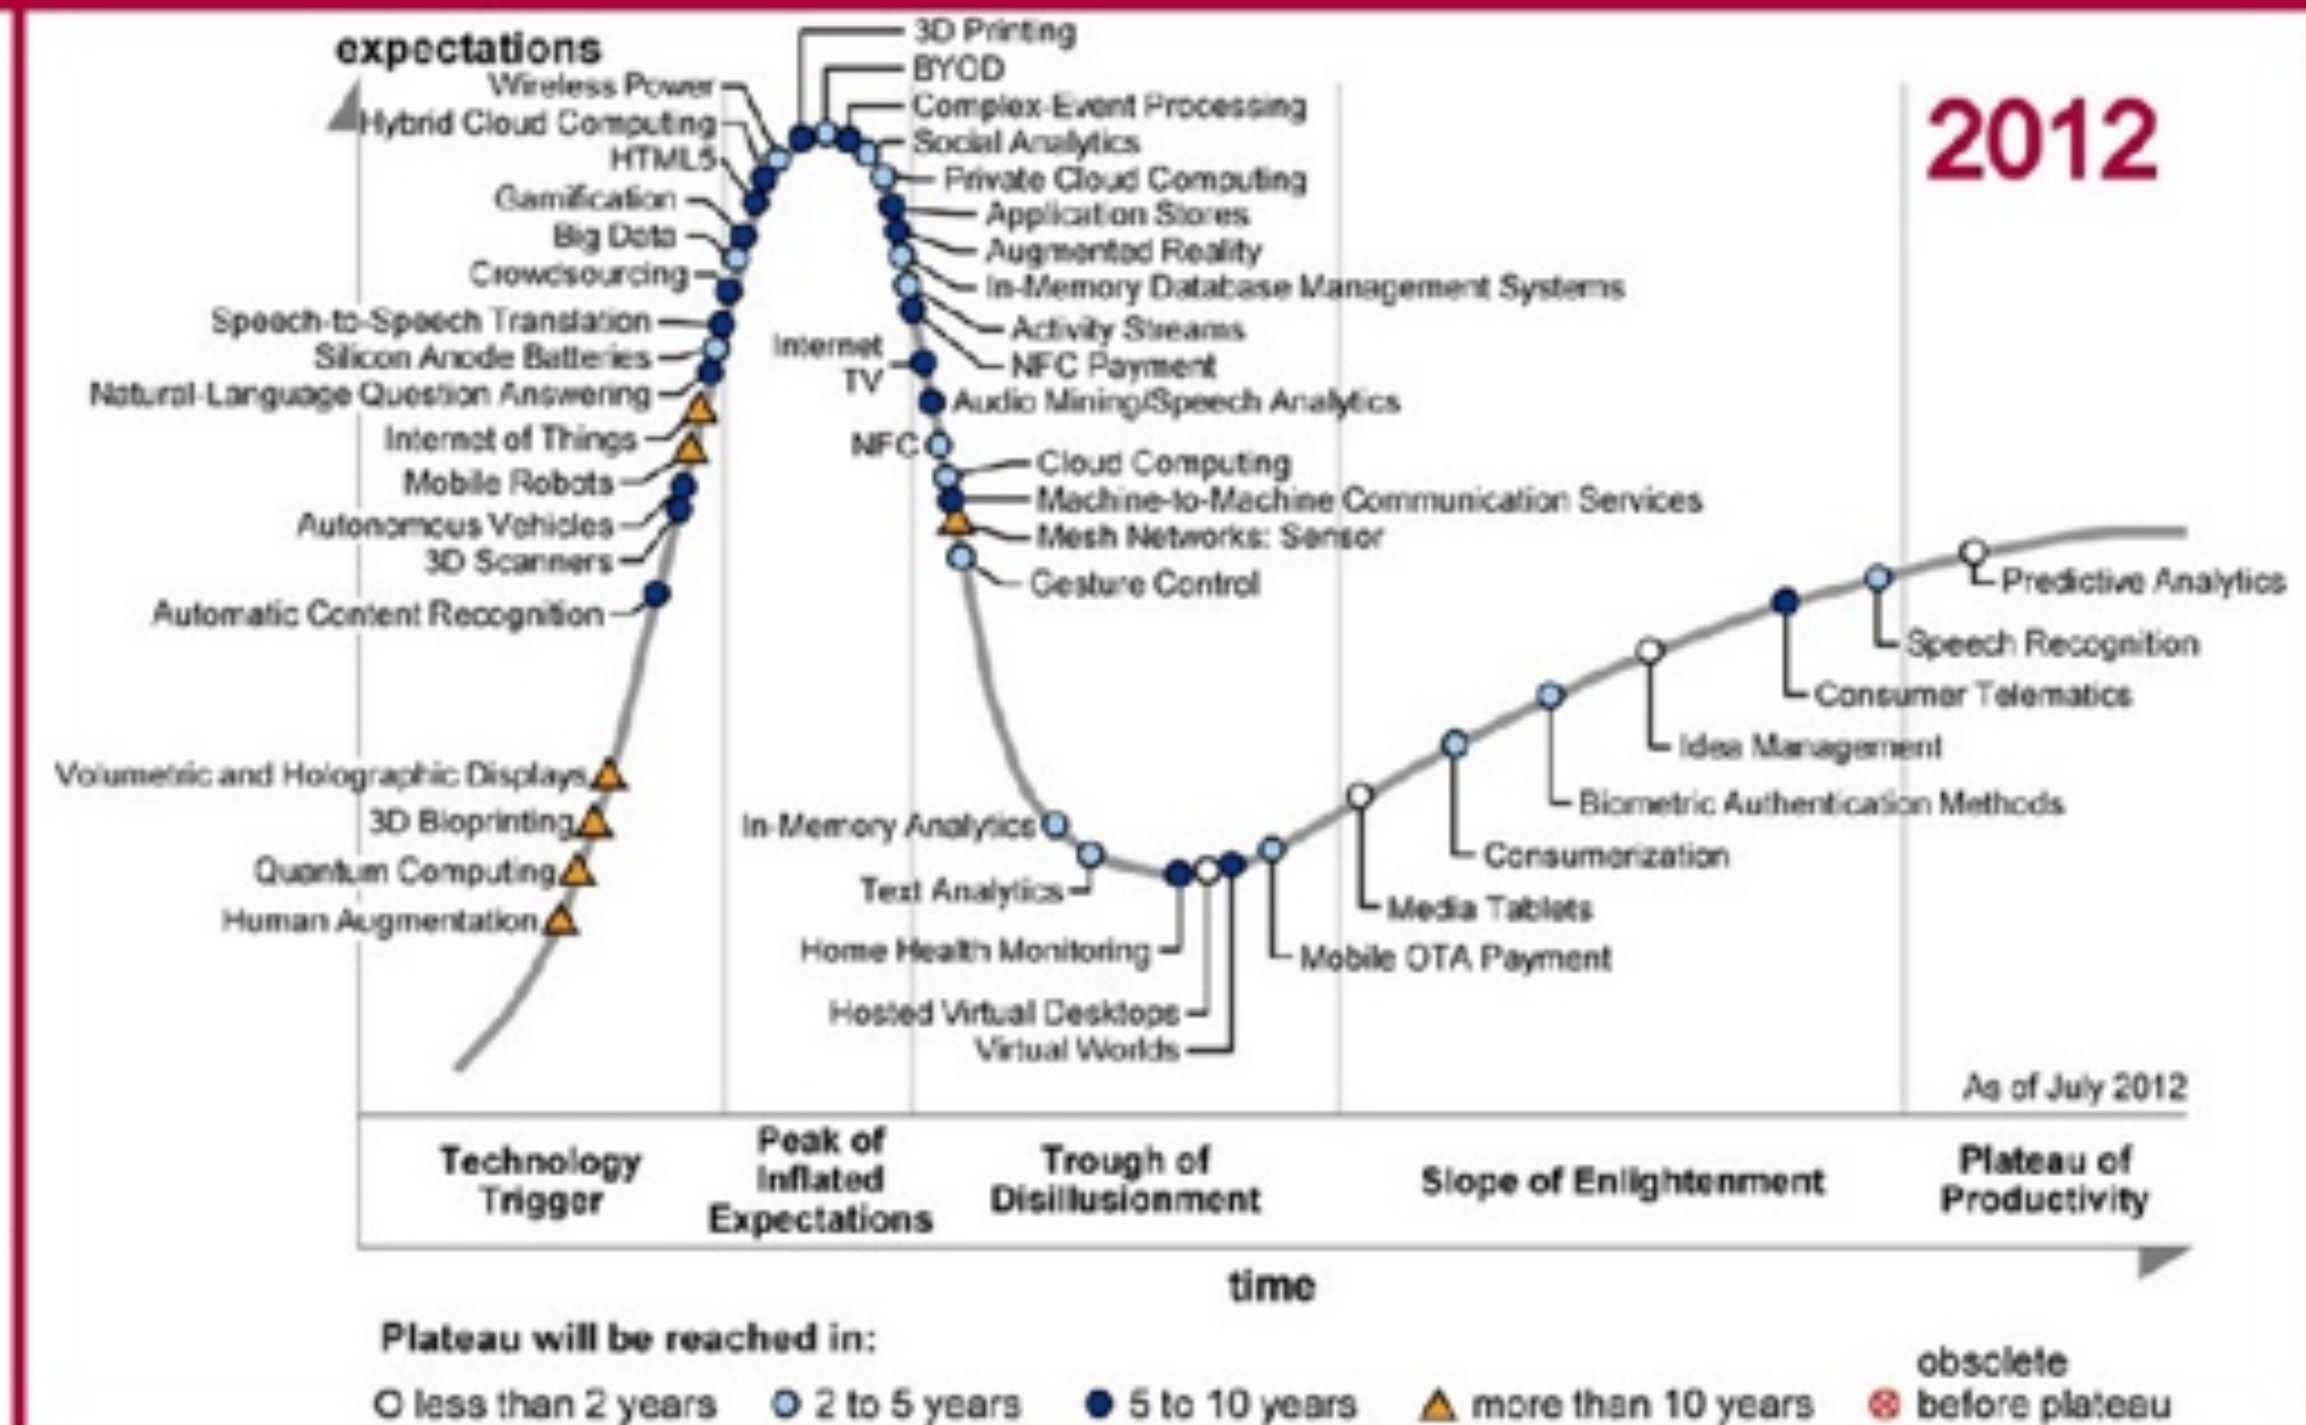 expectations
2012
3D Printing
BYOD
Wireless Power
Complex-Event Processing
Hybrid Cloud Computing
Social Analytics
HTML5
Private Cloud Computing
Gamification
Application Stores
Big Data
Augmented Reality
Crowdsourcing
In-Memory Database Management Systems
Speech-to-Speech Translation
Activity Streams
Silicon Anode Batteries
Internet
TV
NFC Payment
Natural-Language Question Answering
Audio Mining/Speech Analytics
Internet of Things
NFC
Cloud Computing
Mobile Robots
Machine-to-Machine Communication Services
Autonomous Vehicles
Mesh Networks: Sensor
3D Scanners
Gesture Control
Automatic Content Recognition
Predictive Analytics
Speech Recognition
Consumer Telematics
Idea Management
Volumetric and Holographic Displays
Biometric Authentication Methods
3D Bioprinting
In-Memory Analytics
Consumerization
Quantum Computing
Text Analytics
Media Tablets
Human Augmentation
Home Health Monitoring
Mobile OTA Payment
Hosted Virtual Desktops
Virtual Worlds
As of July 2012
Technology
Trigger
Peak of
Inflated
Expectations
Trough of
Disillusionment
Slope of Enlightenment
Plateau of
Productivity
time
Plateau will be reached in:
less than 2 years
2 to 5 years
5 to 10 years
more than 10 years
obsolete
before plateau